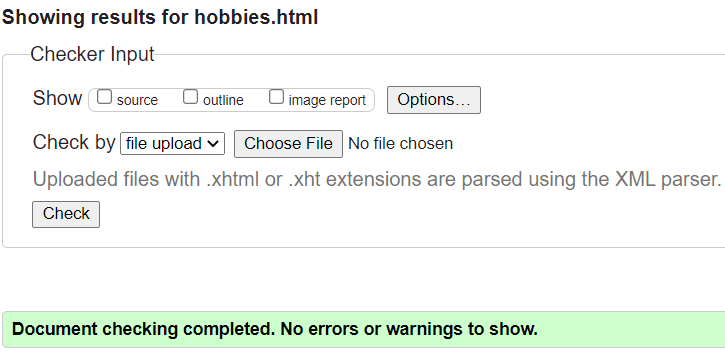 Showing results for hobbies.html
Checker Input
Show source outline image report Options...
Check by file upload Choose File No file chosen
Uploaded files with .xhtml or .xht extensions are parsed using the XML parser.
Check
Document checking completed. No errors or warnings to show.